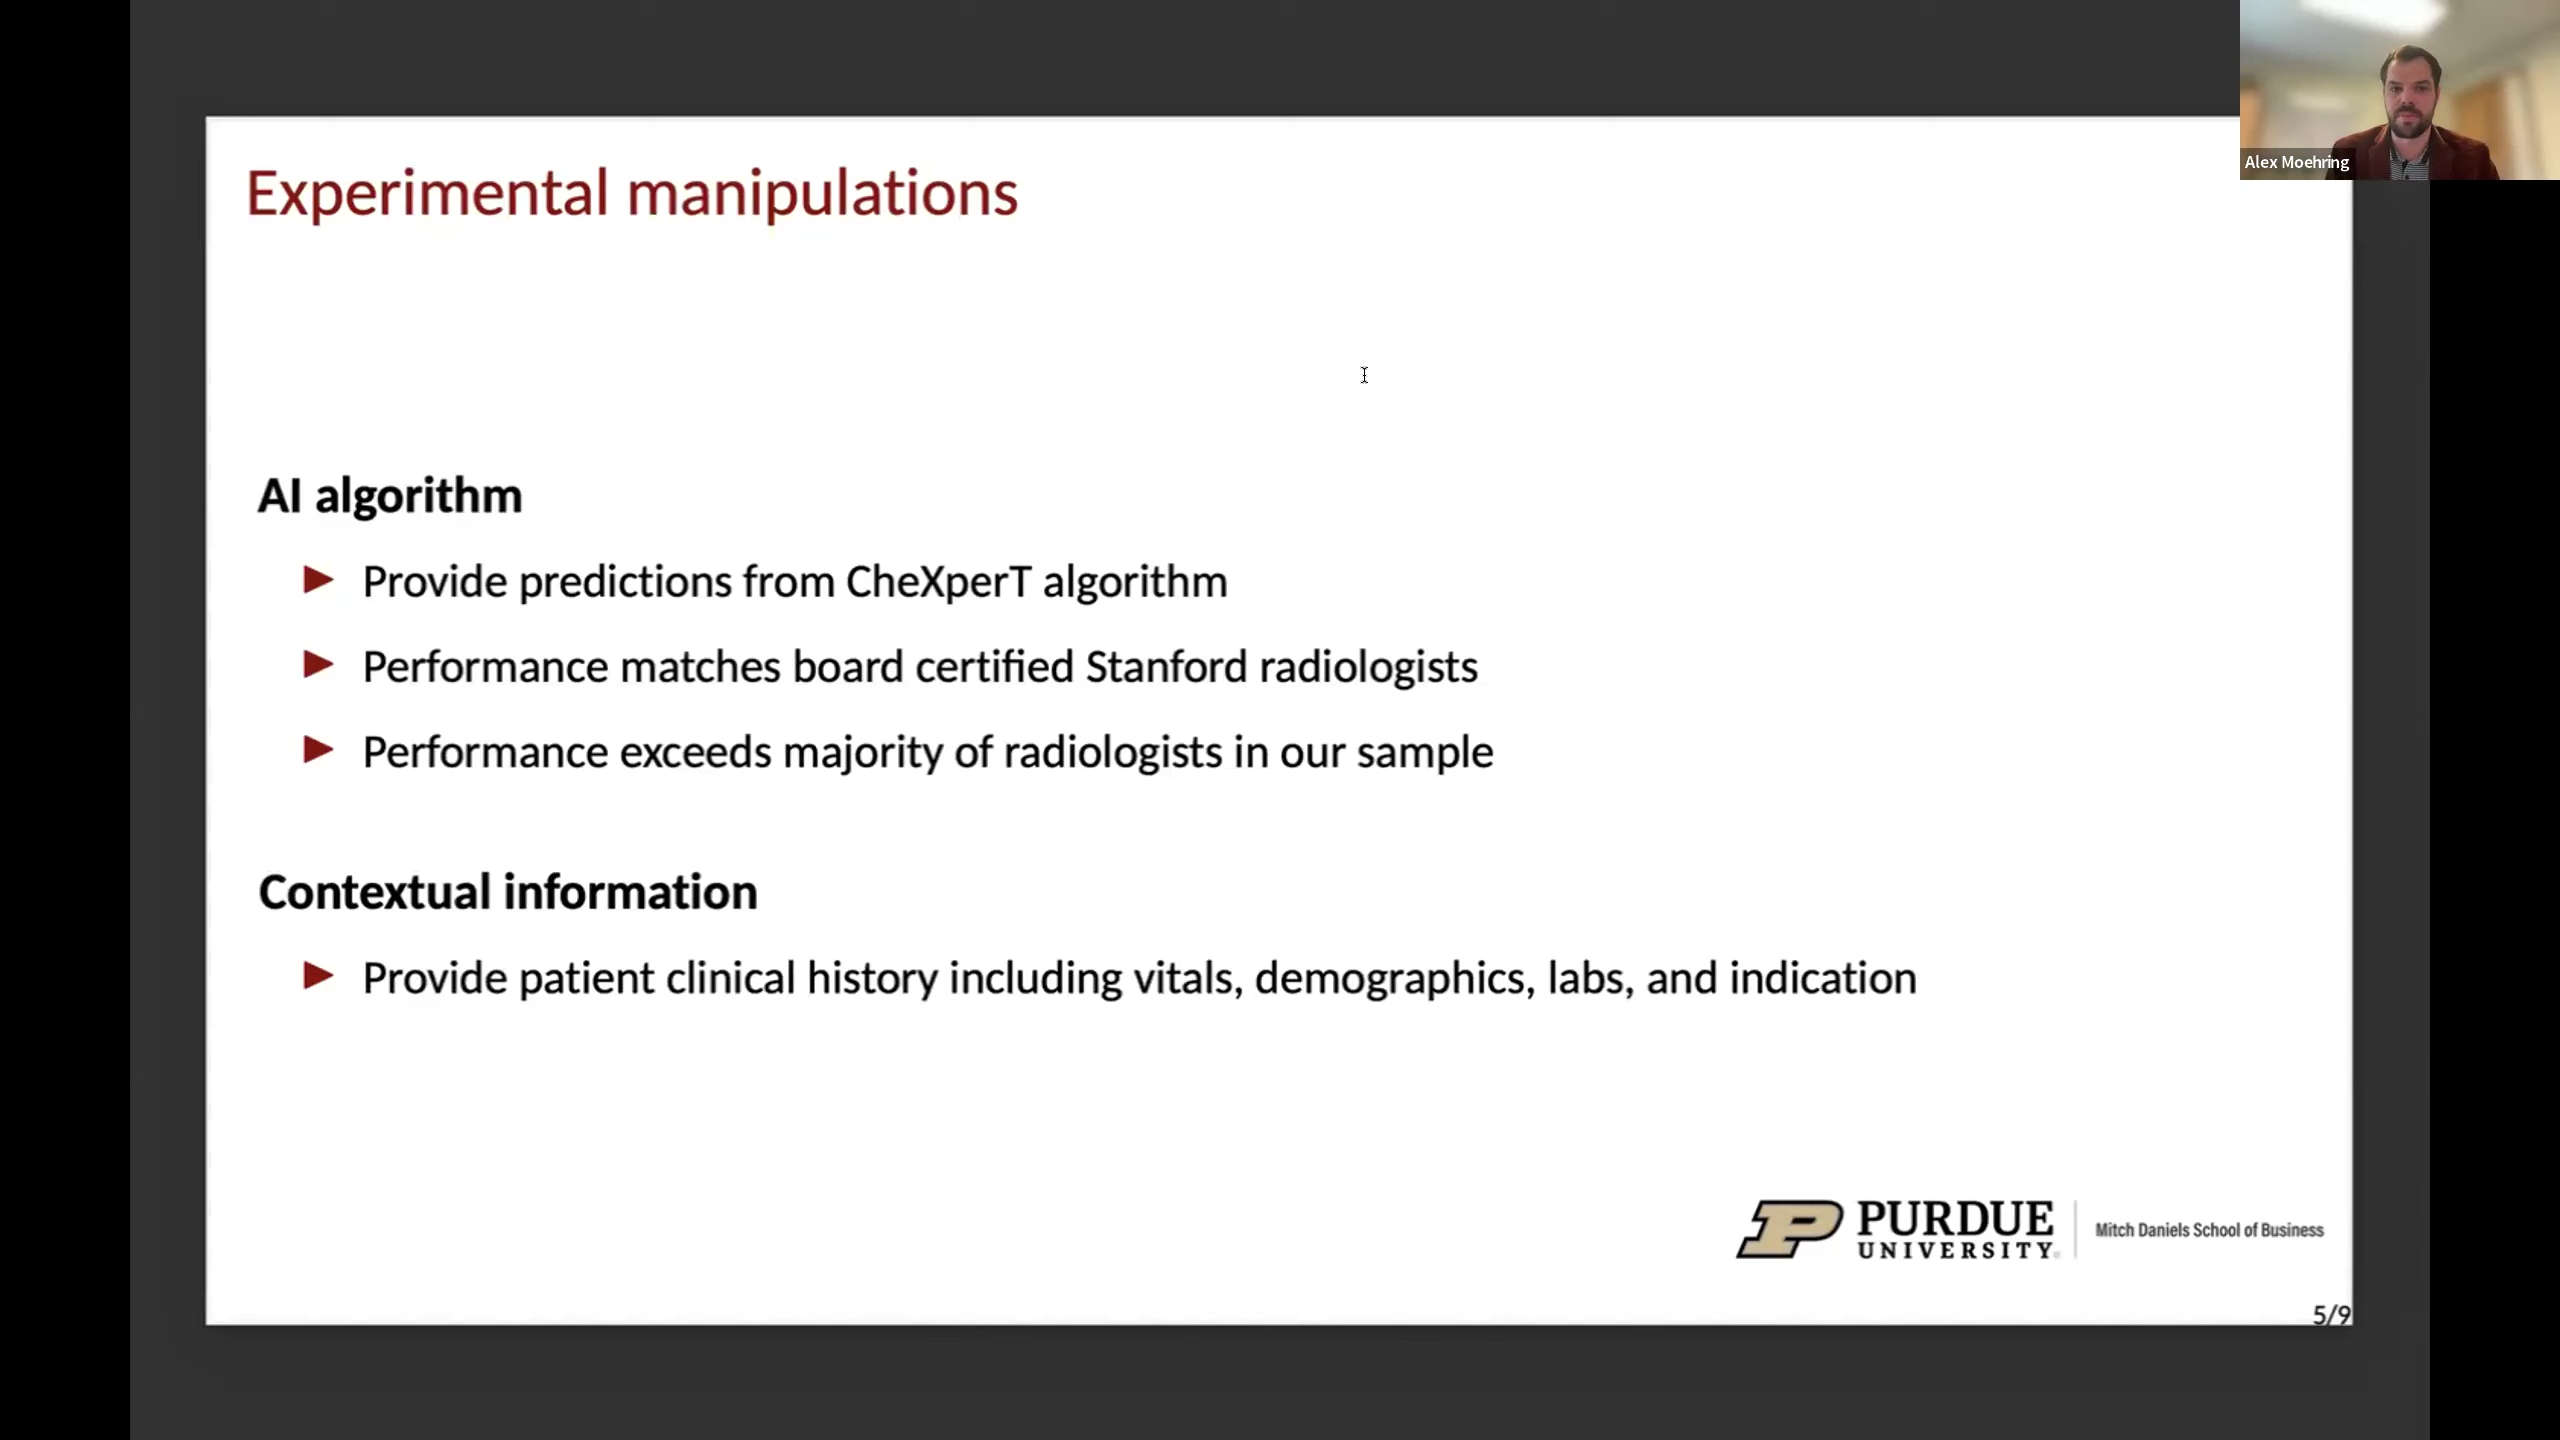 Alex Moehring
Experimental manipulations
AI algorithm
Provide predictions from CheXperT algorithm
Performance matches board certified Stanford radiologists
Performance exceeds majority of radiologists in our sample
Contextual information
Provide patient clinical history including vitals, demographics, labs, and indication
P PURDUE UNIVERSITY
Mitch Daniels School of Business
5/9